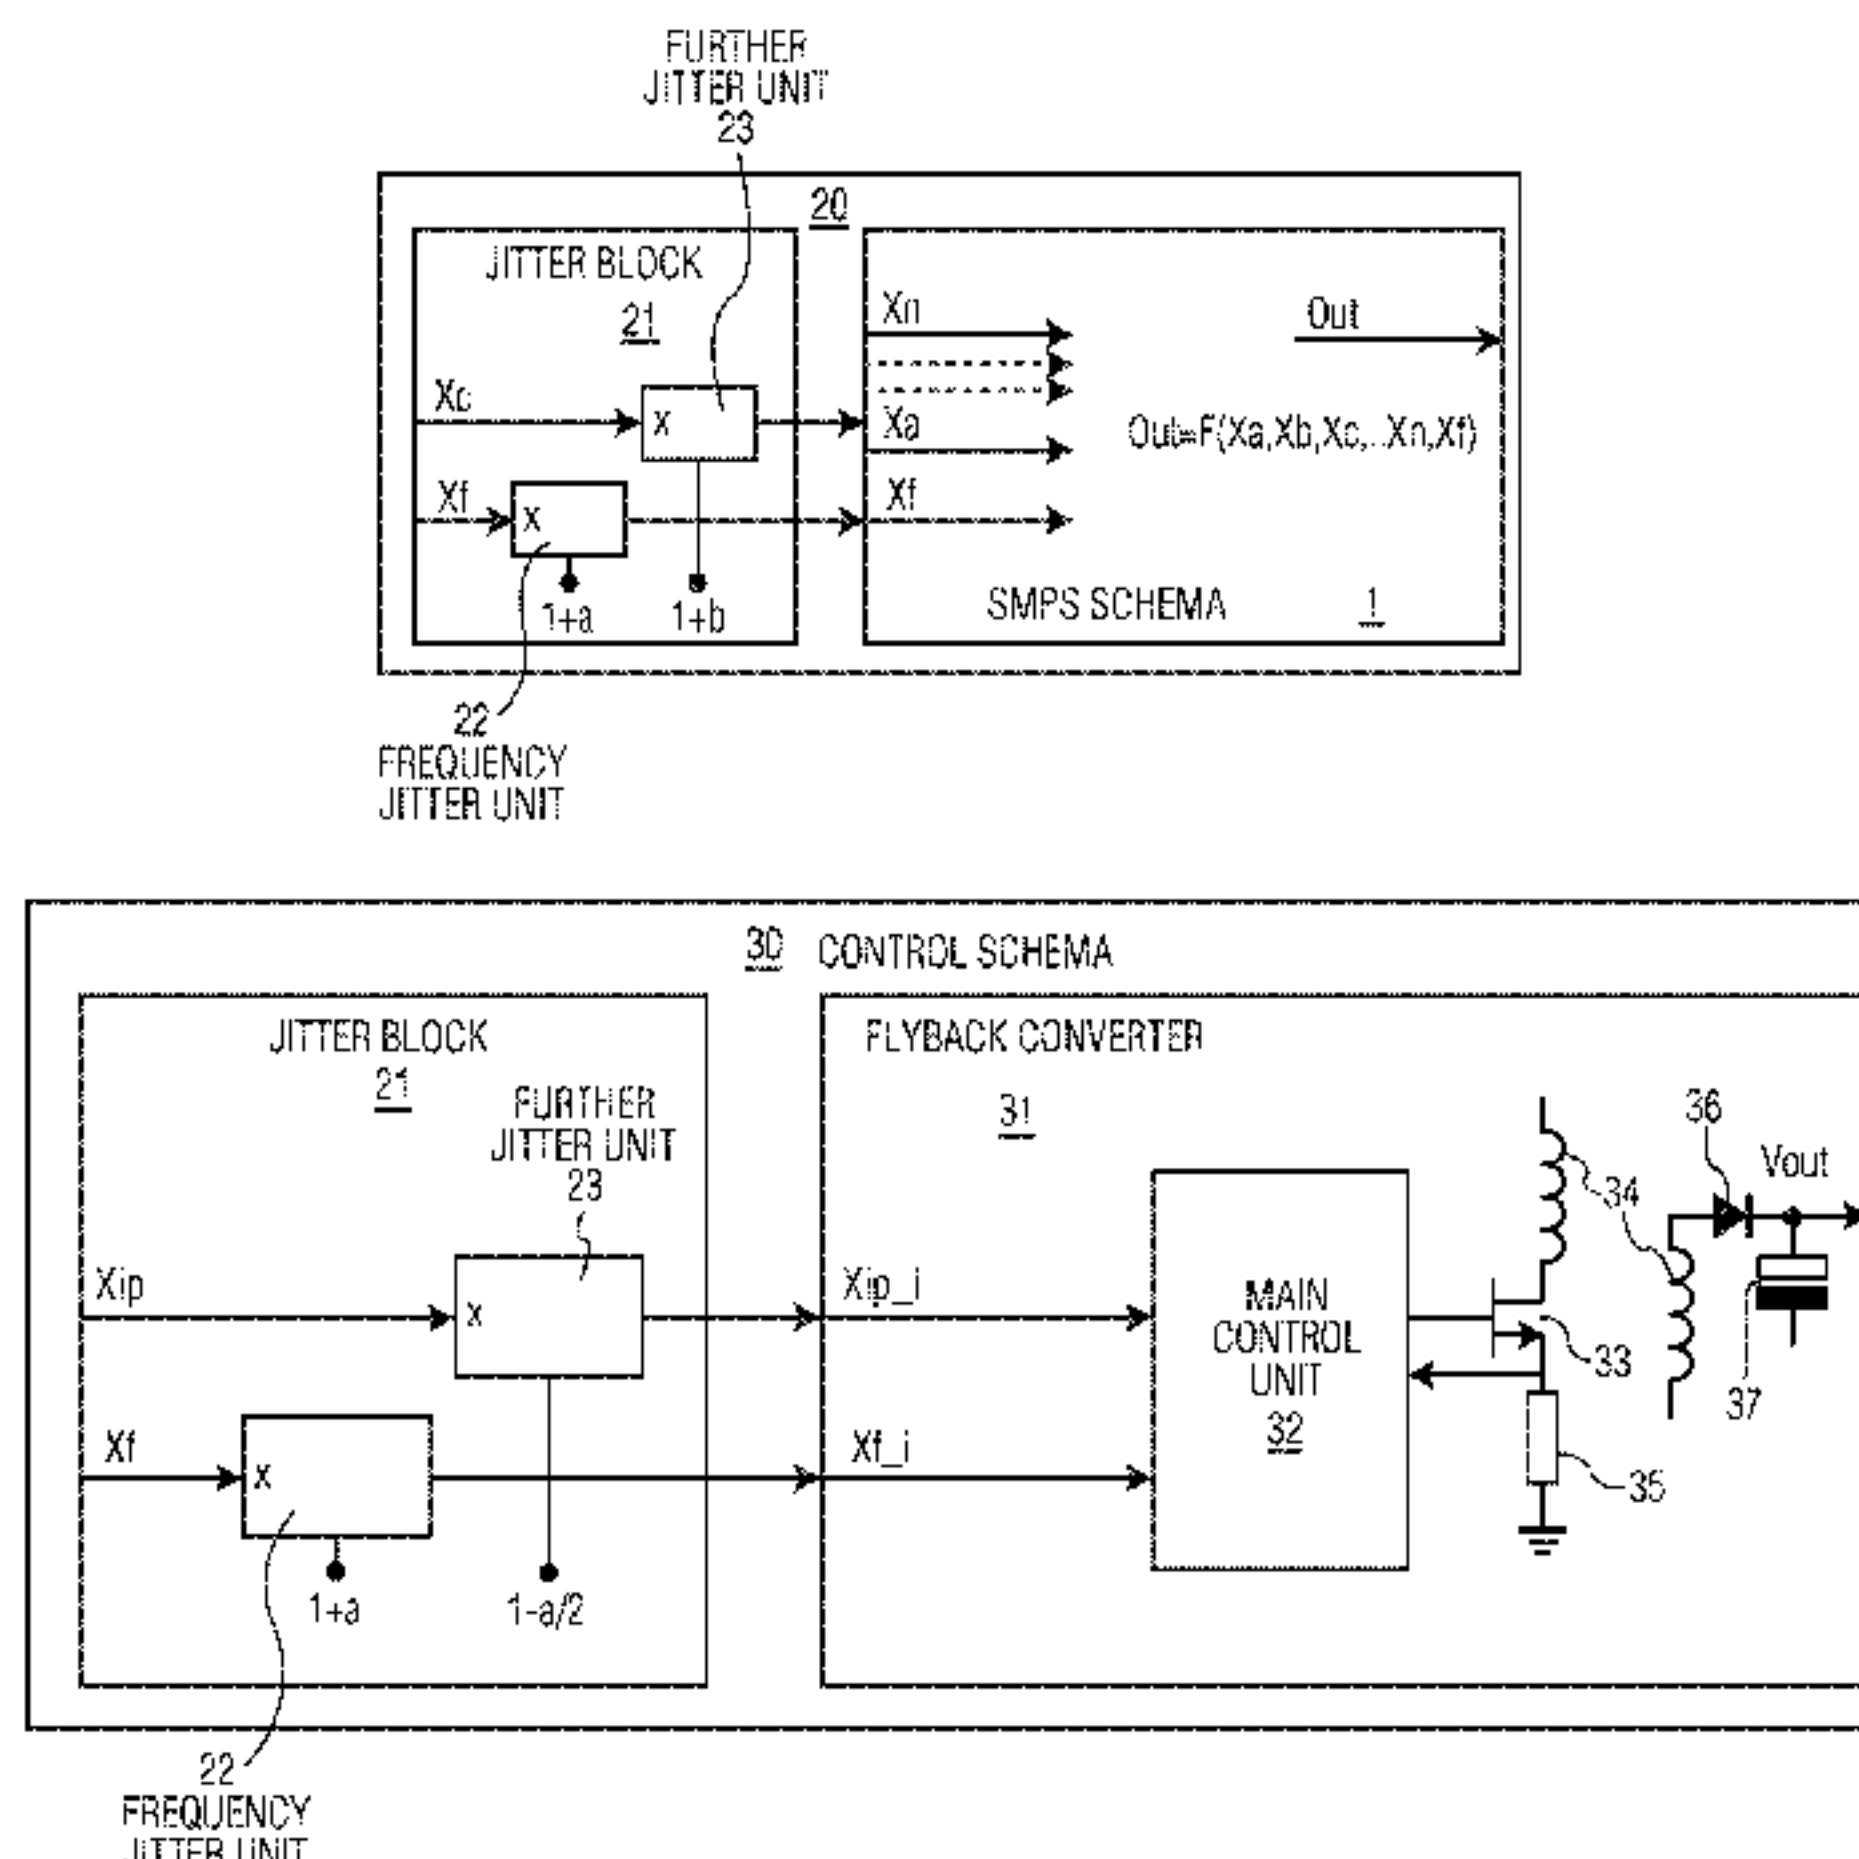 FURTHER
JITTER UNIT
23
20
JITTER BLOCK
21
Xn
Out
Xc
x
Xa
Out=F(Xa,Xb,Xc,..Xn,Xf)
Xf
x
Xf
1+a
1+b
SMPS SCHEMA
1
22
FREQUENCY
JITTER UNIT
30 CONTROL SCHEMA
JITTER BLOCK
21
FLYBACK CONVERTER
31
FURTHER
JITTER UNIT
23
36
Vout
34
Xip
x
Xip_i
MAIN
CONTROL
UNIT
32
33
37
Xf
x
Xf_i
35
1+a
1-a/2
22
FREQUENCY
JITTER UNIT